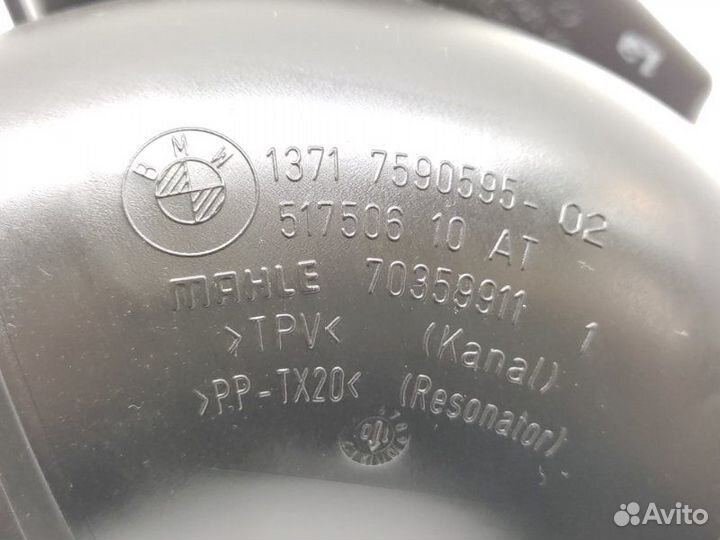 BMW
1371 7590595-02
517506 10 AT
MAHLE 70359911 1
>TPV< (Kanal)
>PP-TX20< (Resonator)
Avito